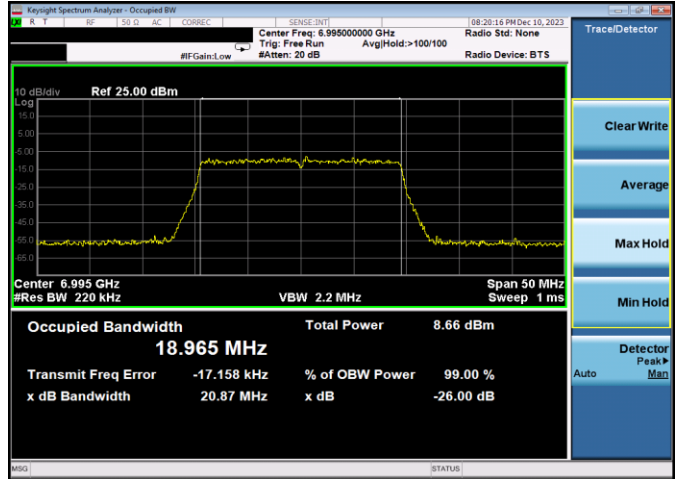 Keysight Spectrum Analyzer - Occupied BW
R T RF 50 Ω AC CORREC SENSE:INT 08:20:16 PM Dec 10, 2023
Center Freq: 6.995000000 GHz Radio Std: None
Trig: Free Run Avg|Hold:>100/100
#IFGain:Low #Atten: 20 dB Radio Device: BTS
Trace/Detector
10 dB/div Ref 25.00 dBm
Log
15.0
5.00
-5.00
-15.0
-25.0
-35.0
-45.0
-55.0
-65.0
Center 6.995 GHz Span 50 MHz
#Res BW 220 kHz VBW 2.2 MHz Sweep 1 ms
Occupied Bandwidth Total Power 8.66 dBm
18.965 MHz
Transmit Freq Error -17.158 kHz % of OBW Power 99.00 %
x dB Bandwidth 20.87 MHz x dB -26.00 dB
Clear Write
Average
Max Hold
Min Hold
Detector
Peak▶
Auto Man
MSG STATUS